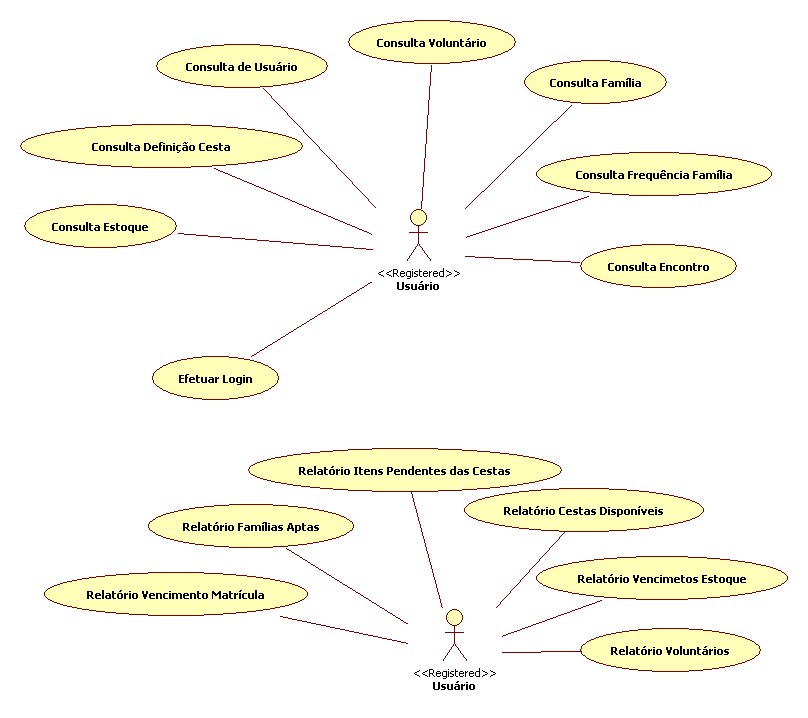 Consulta Voluntário
Consulta de Usuário
Consulta Família
Consulta Definição Cesta
Consulta Frequência Família
Consulta Estoque
Consulta Encontro
<<Registered>>
Usuário
Efetuar Login
Relatório Itens Pendentes das Cestas
Relatório Cestas Disponíveis
Relatório Famílias Aptas
Relatório Vencimetos Estoque
Relatório Vencimento Matrícula
Relatório Voluntários
<<Registered>>
Usuário